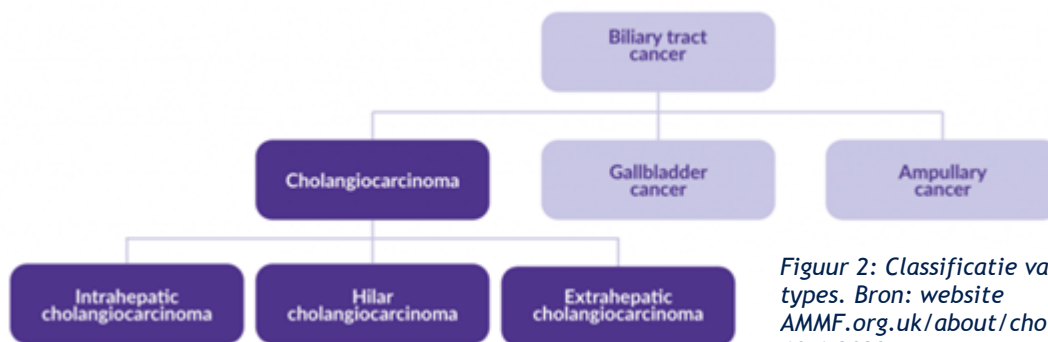 Biliary tract
cancer
Cholangiocarcinoma
Gallbladder
cancer
Ampullary
cancer
Intrahepatic
cholangiocarcinoma
Hilar
cholangiocarcinoma
Extrahepatic
cholangiocarcinoma
Figuur 2: Classificatie va
types. Bron: website
AMMF.org.uk/about/cho